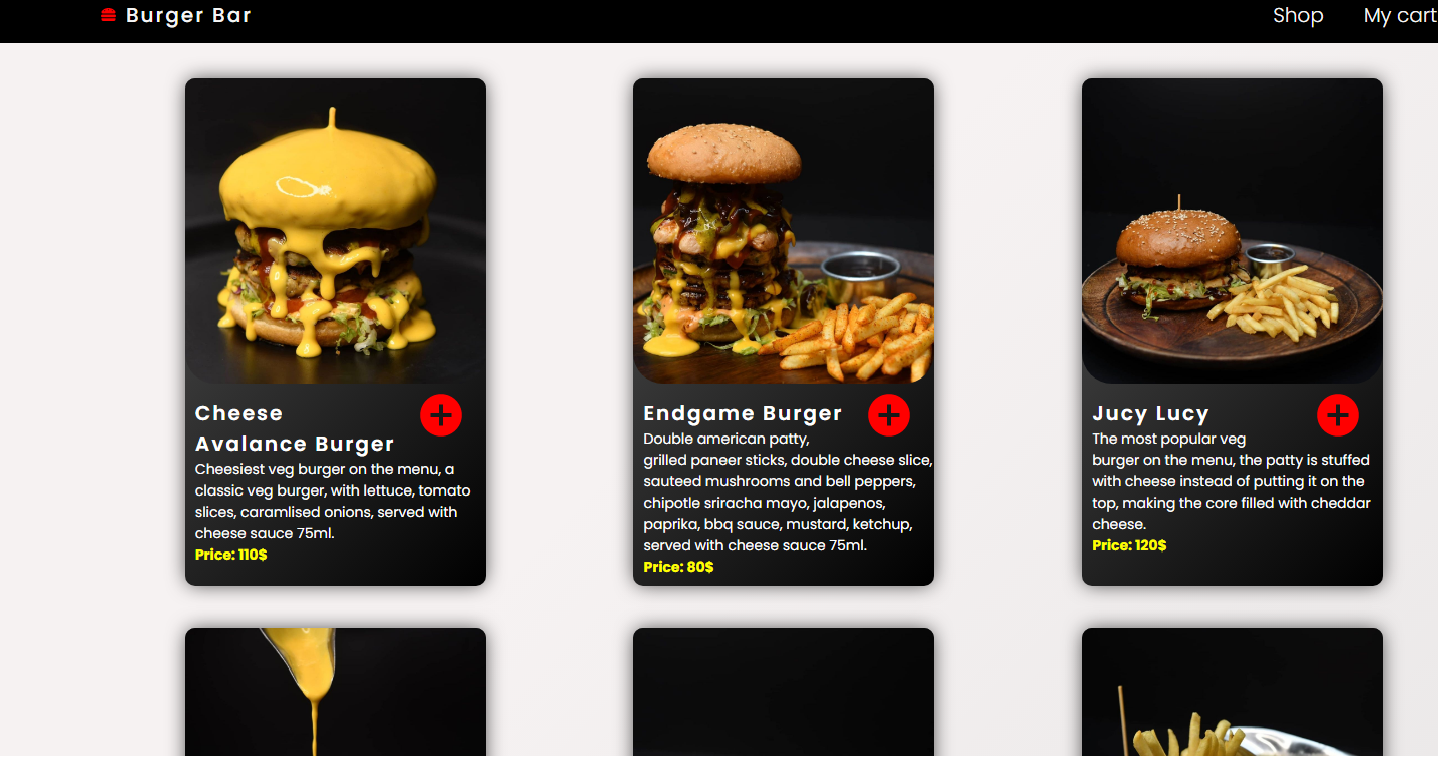 Burger Bar
Shop
My cart
Cheese
Avalance Burger
Cheesiest veg burger on the menu, a
classic veg burger, with lettuce, tomato
slices, caramlised onions, served with
cheese sauce 75ml.
Price: 110$
Endgame Burger
Double american patty,
grilled paneer sticks, double cheese slice,
sauteed mushrooms and bell peppers,
chipotle sriracha mayo, jalapenos,
paprika, bbq sauce, mustard, ketchup,
served with cheese sauce 75ml.
Price: 80$
Jucy Lucy
The most popular veg
burger on the menu, the patty is stuffed
with cheese instead of putting it on the
top, making the core filled with cheddar
cheese.
Price: 120$